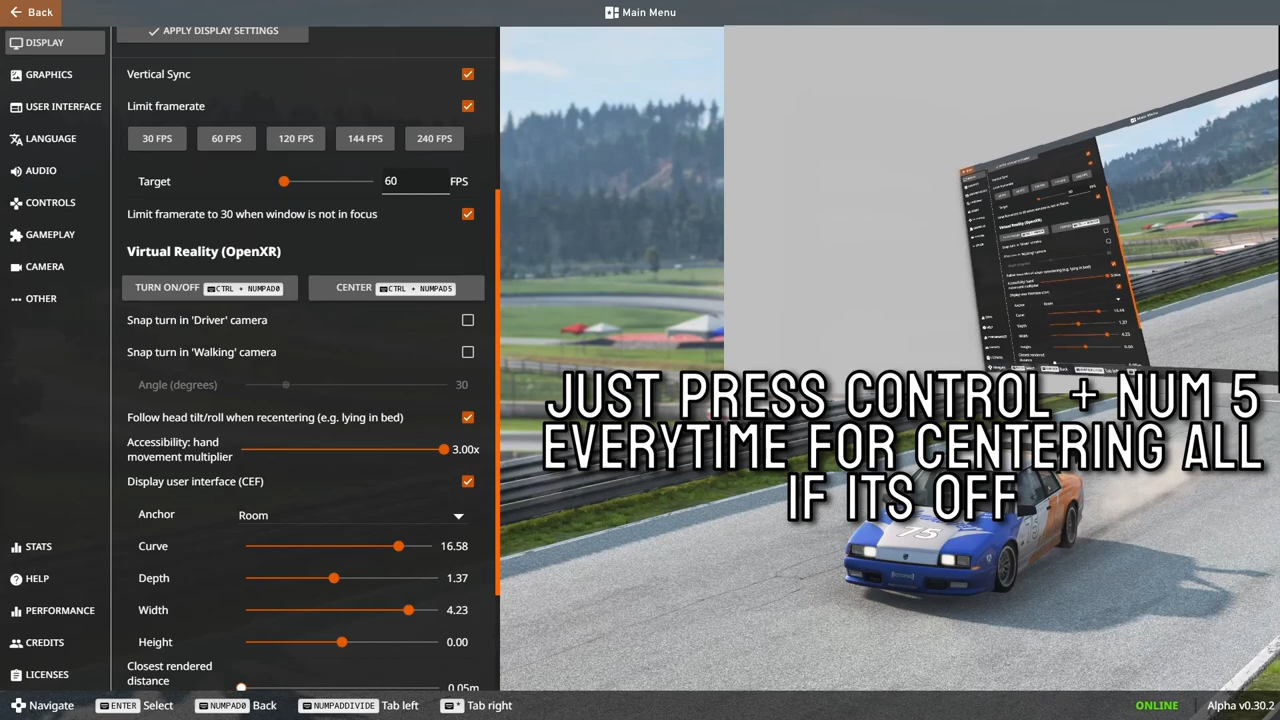 Back
Main Menu
DISPLAY
GRAPHICS
USER INTERFACE
LANGUAGE
AUDIO
CONTROLS
GAMEPLAY
CAMERA
OTHER
STATS
HELP
PERFORMANCE
CREDITS
LICENSES
APPLY DISPLAY SETTINGS
Vertical Sync
Limit framerate
30 FPS 60 FPS 120 FPS 144 FPS 240 FPS
Target 60 FPS
Limit framerate to 30 when window is not in focus
Virtual Reality (OpenXR)
TURN ON/OFF CTRL + NUMPAD0 CENTER CTRL + NUMPAD5
Snap turn in 'Driver' camera
Snap turn in 'Walking' camera
Angle (degrees) 30
Follow head tilt/roll when recentering (e.g. lying in bed)
Accessibility: hand
movement multiplier 3.00x
Display user interface (CEF)
Anchor Room
Curve 16.58
Depth 1.37
Width 4.23
Height 0.00
Closest rendered
distance 0.05m
Main Menu
Virtual Reality (OpenXR)
JUST PRESS CONTROL + NUM 5
EVERYTIME FOR CENTERING ALL
IF ITS OFF
75
Navigate ENTER Select NUMPAD0 Back NUMPADDIVIDE Tab left * Tab right
ONLINE Alpha v0.30.2